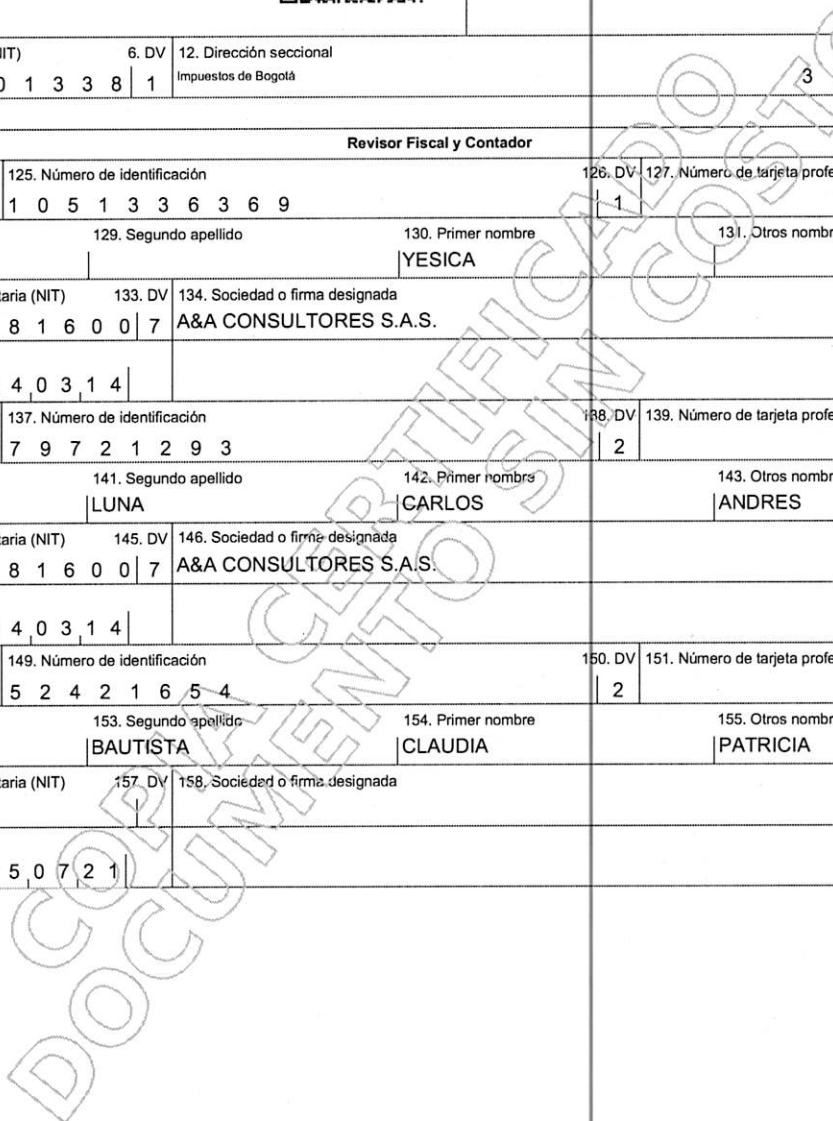 6. DV 12. Dirección seccional
1 3 3 8 1 Impuestos de Bogotá 3
Revisor Fiscal y Contador
125. Número de identificación 126. DV 127. Número de tarjeta profe
1 0 5 1 3 3 6 3 6 9 1
129. Segundo apellido 130. Primer nombre 131. Otros nombr
YESICA
taria (NIT) 133. DV 134. Sociedad o firma designada
8 1 6 0 0 7 A&A CONSULTORES S.A.S.
4 0 3 1 4
137. Número de identificación 138. DV 139. Número de tarjeta profe
7 9 7 2 1 2 9 3 2
141. Segundo apellido 142. Primer nombre 143. Otros nombr
LUNA CARLOS ANDRES
taria (NIT) 145. DV 146. Sociedad o firma designada
8 1 6 0 0 7 A&A CONSULTORES S.A.S.
4 0 3 1 4
149. Número de identificación 150. DV 151. Número de tarjeta profe
5 2 4 2 1 6 5 4 2
153. Segundo apellido 154. Primer nombre 155. Otros nombr
BAUTISTA CLAUDIA PATRICIA
taria (NIT) 157. DV 158. Sociedad o firma designada
5 0 7 2 1
COPIA CERTIFICADO
DOCUMENTO SIN COSTO